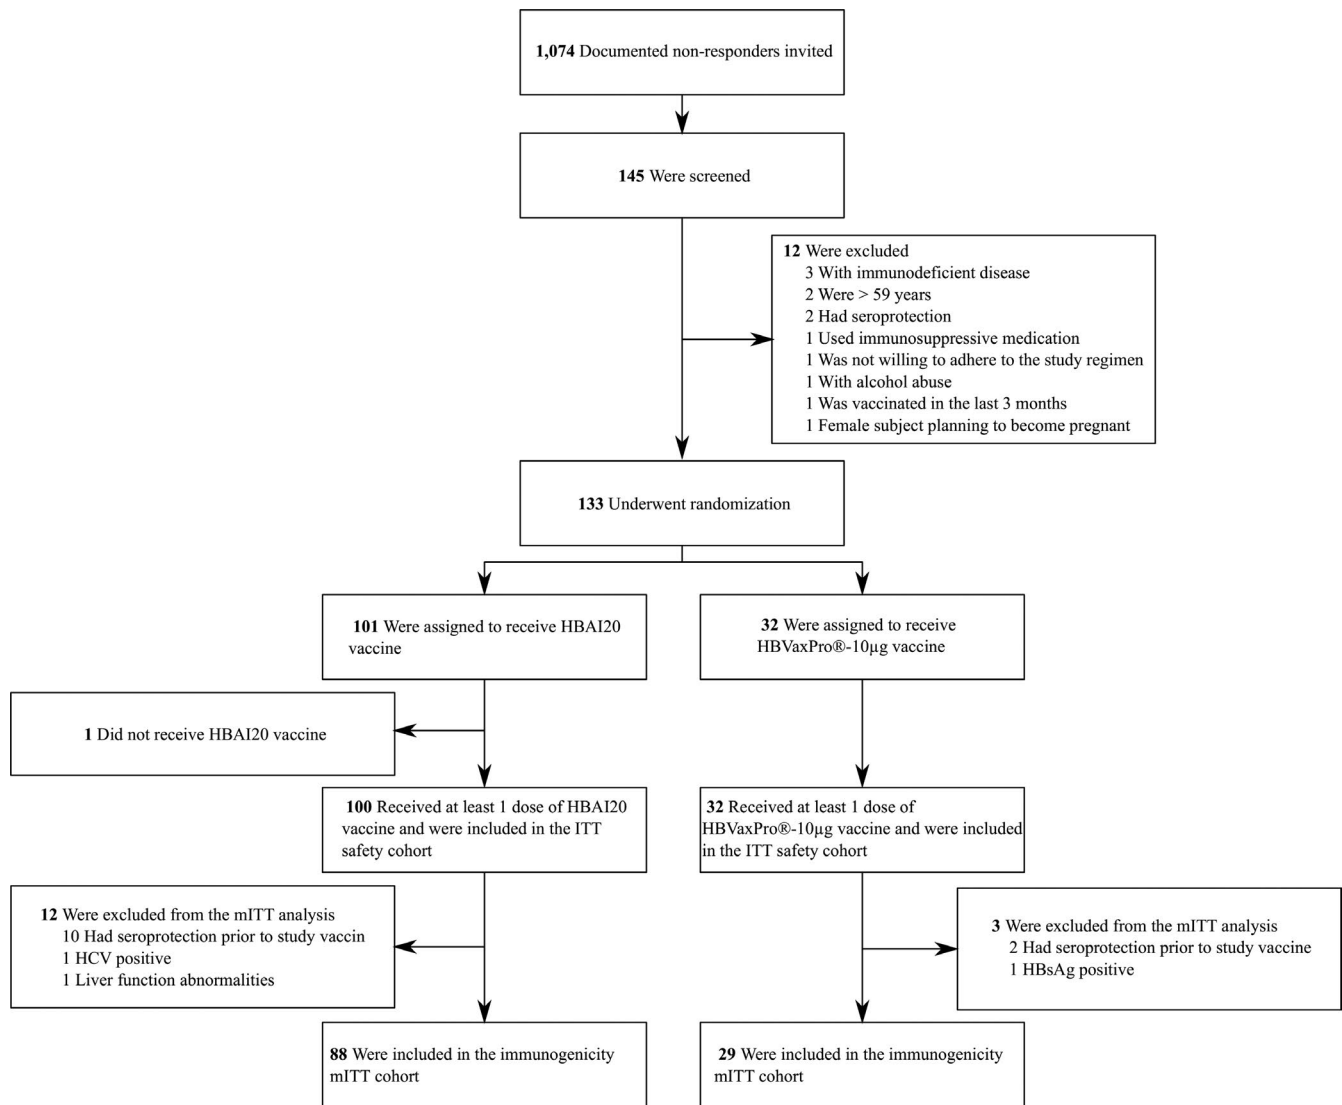 1,074 Documented non-responders invited
145 Were screened
12 Were excluded
3 With immunodeficient disease
2 Were > 59 years
2 Had seroprotection
1 Used immunosuppressive medication
1 Was not willing to adhere to the study regimen
1 With alcohol abuse
1 Was vaccinated in the last 3 months
1 Female subject planning to become pregnant
133 Underwent randomization
101 Were assigned to receive HBAI20
vaccine
32 Were assigned to receive
HBVaxPro®-10µg vaccine
1 Did not receive HBAI20 vaccine
100 Received at least 1 dose of HBAI20
vaccine and were included in the ITT
safety cohort
32 Received at least 1 dose of
HBVaxPro®-10µg vaccine and were included
in the ITT safety cohort
12 Were excluded from the mITT analysis
10 Had seroprotection prior to study vaccin
1 HCV positive
1 Liver function abnormalities
3 Were excluded from the mITT analysis
2 Had seroprotection prior to study vaccine
1 HBsAg positive
88 Were included in the immunogenicity
mITT cohort
29 Were included in the immunogenicity
mITT cohort